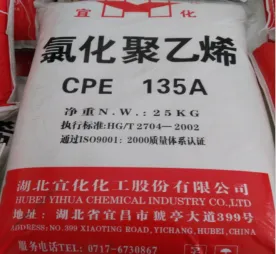 宜 化
氯化聚乙烯
CPE 135A
净重N.W.:25KG
执行标准:HG/T 2704—2002
通过ISO9001:2000质量体系认证
湖北宜化化工股份有限公司
HUBEI YIHUA CHEMICAL INDUSTRY CO.LTD
地址:湖北省宜昌市猇亭大道399号
ADDRESS:NO.399 XIAOTING ROAD,YICHANG,HUBEI,CHINA
服务电话TEL:0717-6730867